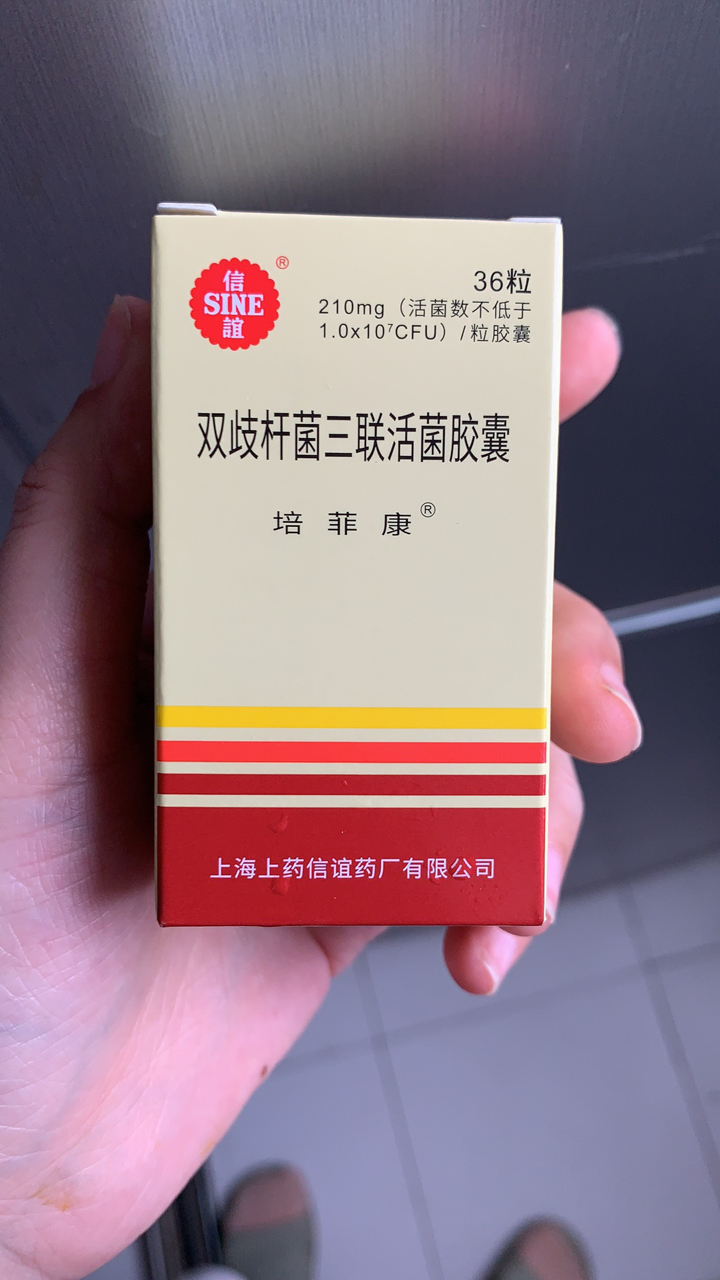 信
SINE
誼
®
36粒
210mg（活菌数不低于
1.0x10⁷CFU）/粒胶囊
双歧杆菌三联活菌胶囊
培菲康®
上海上药信谊药厂有限公司